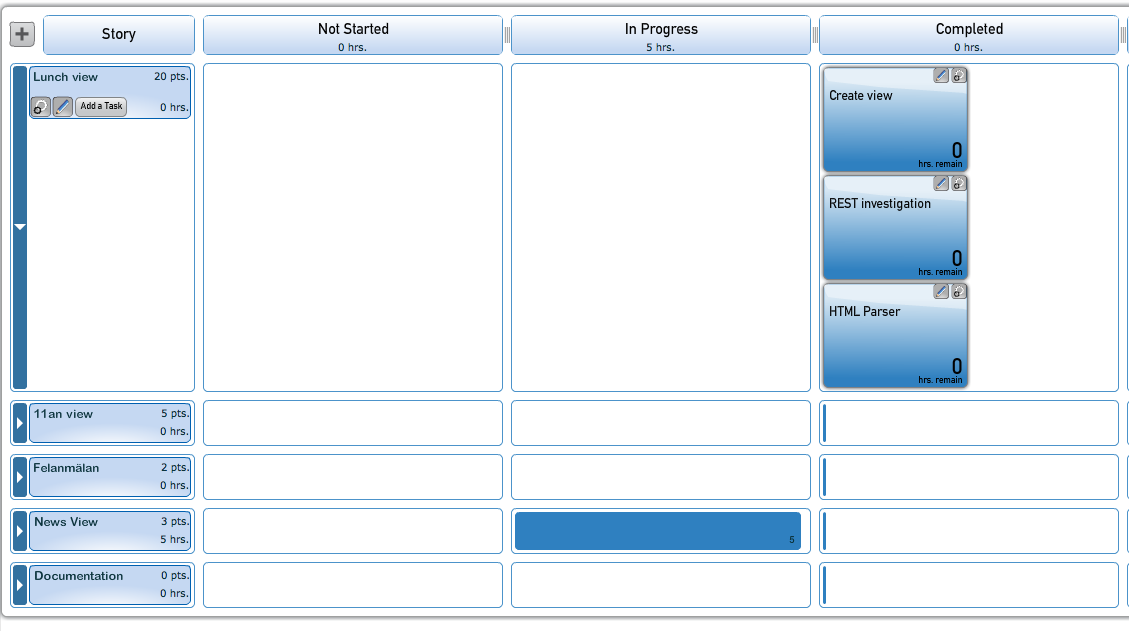 Story
Not Started
0 hrs.
In Progress
5 hrs.
Completed
0 hrs.
Lunch view 20 pts.
Add a Task 0 hrs.
Create view
0
hrs. remain
REST investigation
0
hrs. remain
HTML Parser
0
hrs. remain
11an view 5 pts.
0 hrs.
Felanmälan 2 pts.
0 hrs.
News View 3 pts.
5 hrs.
5
Documentation 0 pts.
0 hrs.